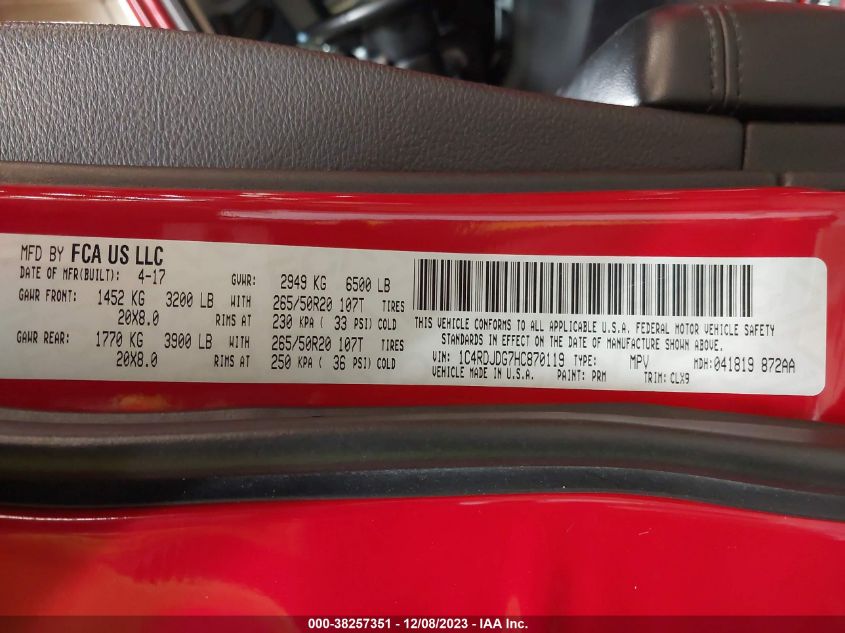 MFD BY FCA US LLC
DATE OF MFR(BUILT): 4-17 GVWR: 2949 KG 6500 LB
GAWR FRONT: 1452 KG 3200 LB WITH 265/50R20 107T TIRES
20X8.0 RIMS AT 230 KPA ( 33 PSI) COLD
GAWR REAR: 1770 KG 3900 LB WITH 265/50R20 107T TIRES
20X8.0 RIMS AT 250 KPA ( 36 PSI) COLD
THIS VEHICLE CONFORMS TO ALL APPLICABLE U.S.A. FEDERAL MOTOR VEHICLE SAFETY
STANDARDS IN EFFECT ON THE DATE OF MANUFACTURE SHOWN ABOVE.
VIN: 1C4RDJDG7HC870119 TYPE: MPV MDH:041819 872AA
VEHICLE MADE IN U.S.A. PAINT: PRM TRIM: CLX9
000-38257351 - 12/08/2023 - IAA Inc.